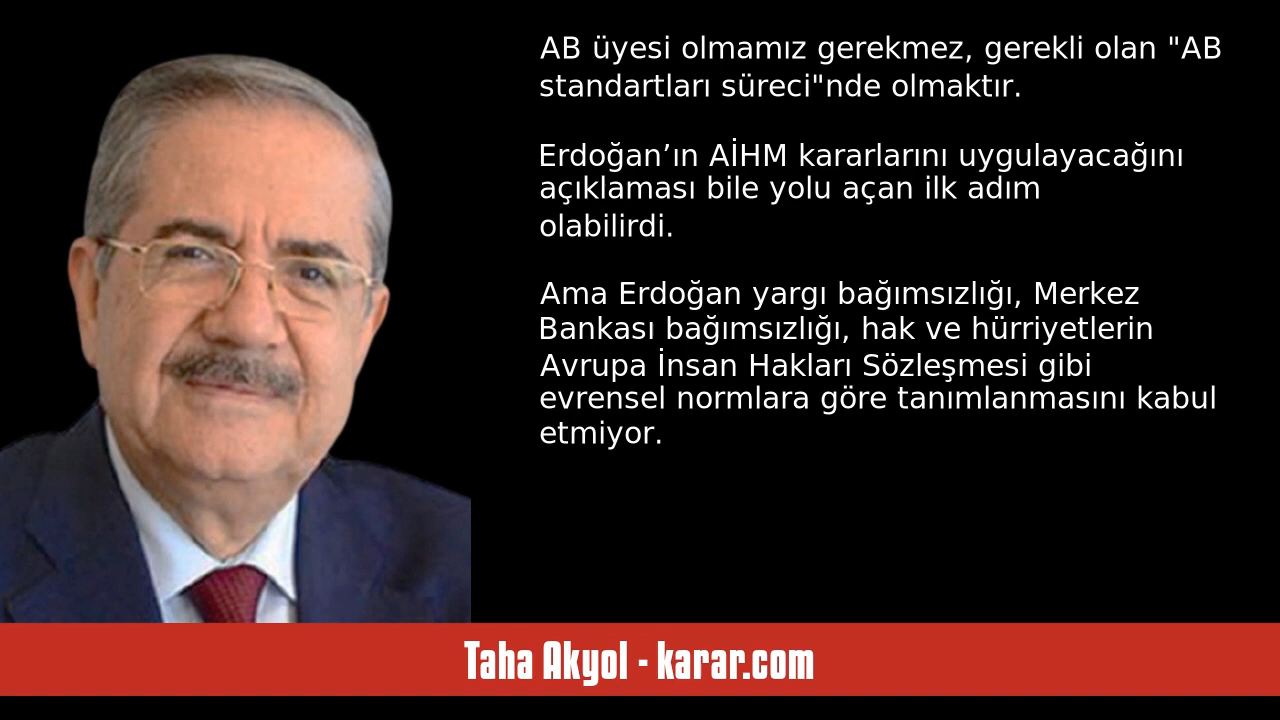 AB üyesi olmamız gerekmez, gerekli olan "AB
standartları süreci"nde olmaktır.
Erdoğan’ın AİHM kararlarını uygulayacağını
açıklaması bile yolu açan ilk adım
olabilirdi.
Ama Erdoğan yargı bağımsızlığı, Merkez
Bankası bağımsızlığı, hak ve hürriyetlerin
Avrupa İnsan Hakları Sözleşmesi gibi
evrensel normlara göre tanımlanmasını kabul
etmiyor.
Taha Akyol - karar.com